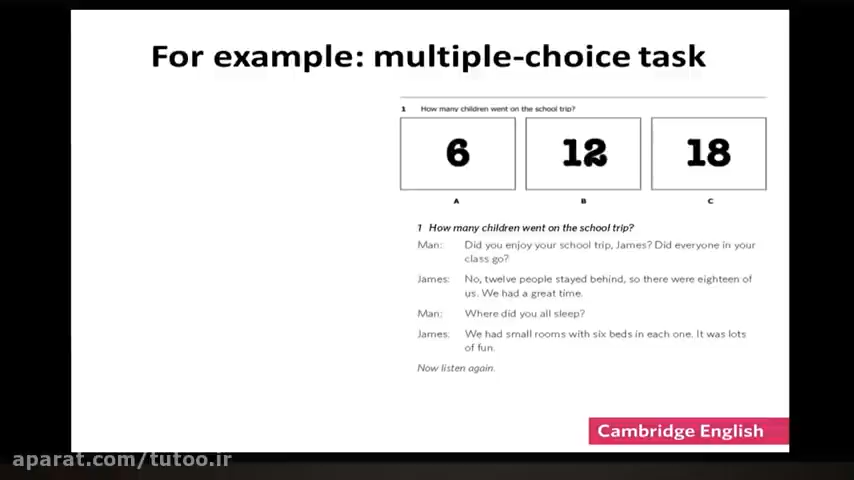 For example: multiple-choice task
1 How many children went on the school trip?
6 12 18
A B C
1 How many children went on the school trip?
Man: Did you enjoy your school trip, James? Did everyone in your
class go?
James: No, twelve people stayed behind, so there were eighteen of
us. We had a great time.
Man: Where did you all sleep?
James: We had small rooms with six beds in each one. It was lots
of fun.
Now listen again.
Cambridge English
aparat.com/tutoo.ir